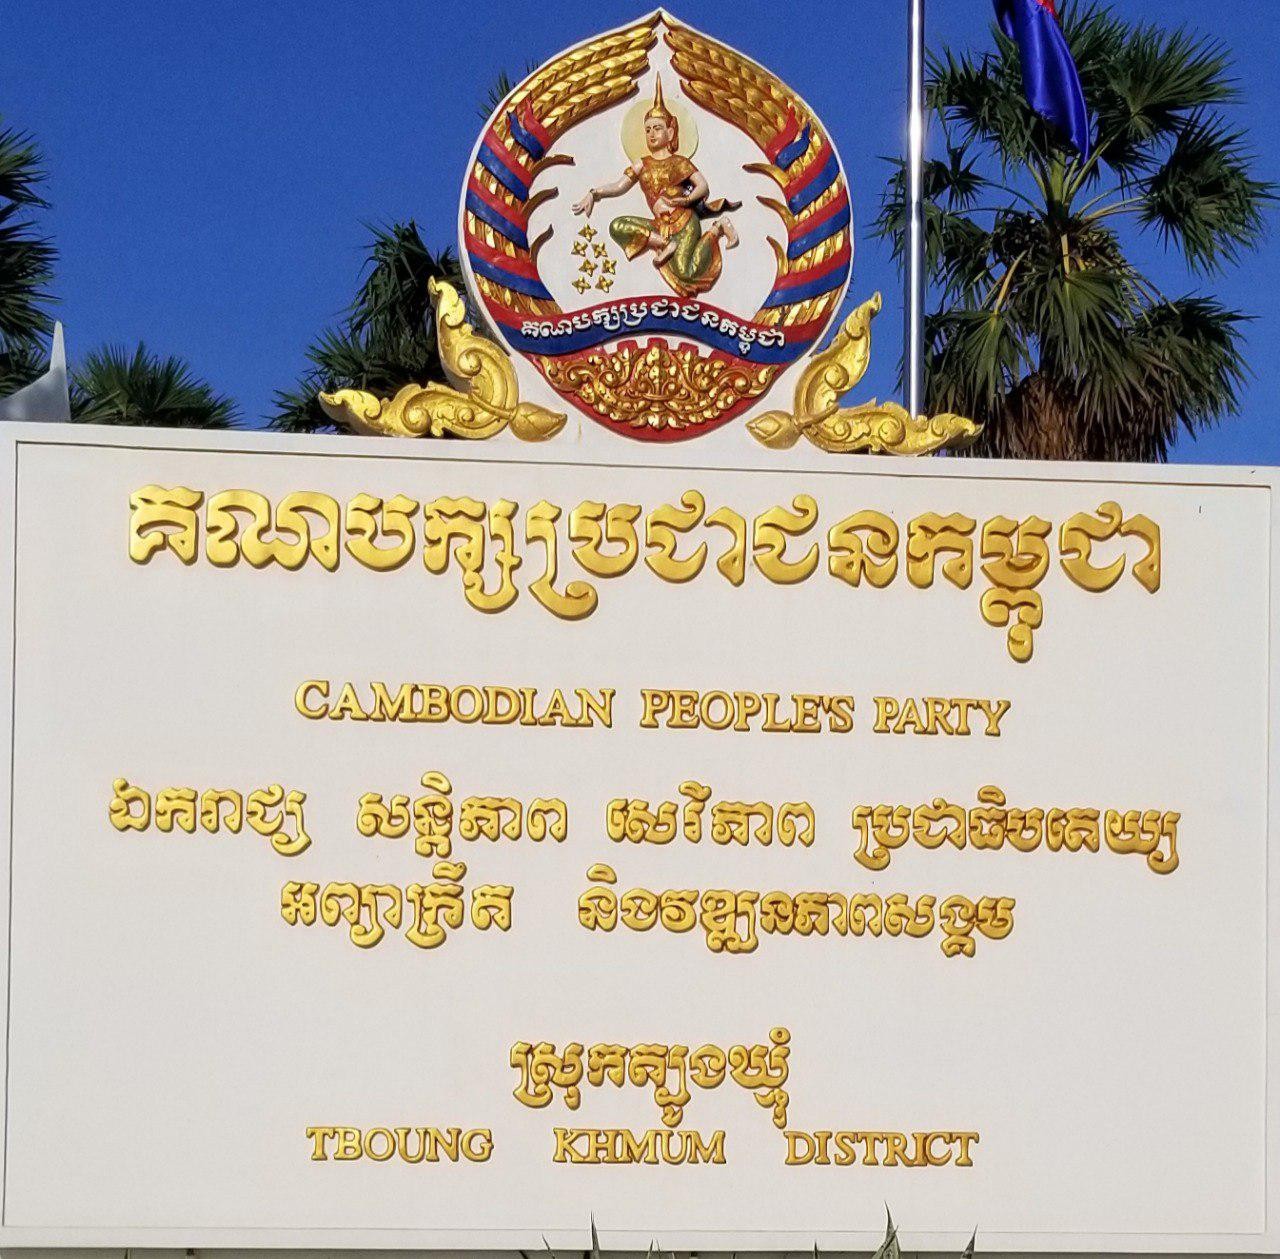 គណបក្សប្រជាជនកម្ពុជា
គណបក្សប្រជាជនកម្ពុជា
CAMBODIAN PEOPLE'S PARTY
ឯករាជ្យ សន្តិភាព សេរីភាព ប្រជាធិបតេយ្យ
អព្យាក្រឹត និងវឌ្ឍនភាពសង្គម
ស្រុកត្បូងឃ្មុំ
TBOUNG KHMUM DISTRICT